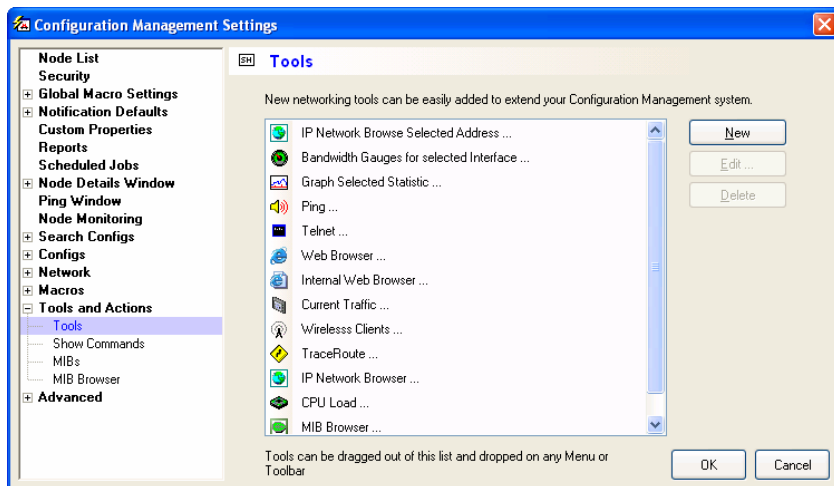 Configuration Management Settings
Node List
Security
Global Macro Settings
Notification Defaults
Custom Properties
Reports
Scheduled Jobs
Node Details Window
Ping Window
Node Monitoring
Search Configs
Configs
Network
Macros
Tools and Actions
Tools
Show Commands
MIBs
MIB Browser
Advanced
SH Tools
New networking tools can be easily added to extend your Configuration Management system.
IP Network Browse Selected Address ...
Bandwidth Gauges for selected Interface ...
Graph Selected Statistic ...
Ping ...
Telnet ...
Web Browser ...
Internal Web Browser ...
Current Traffic ...
Wirelesss Clients ...
TraceRoute ...
IP Network Browser ...
CPU Load ...
MIB Browser ...
New
Edit ...
Delete
Tools can be dragged out of this list and dropped on any Menu or
Toolbar
OK
Cancel